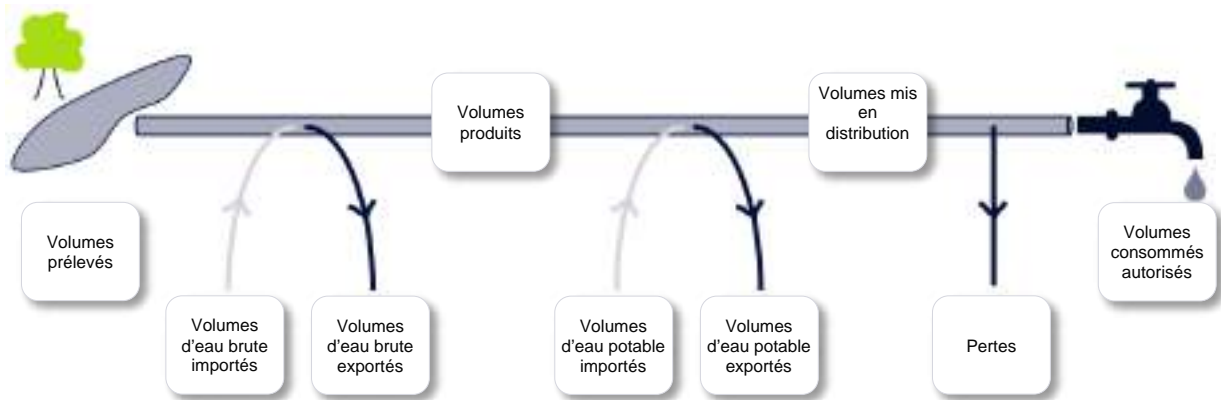 Volumes
produits
Volumes mis
en
distribution
Volumes
prélevés
Volumes
consommés
autorisés
Volumes
d'eau brute
importés
Volumes
d'eau brute
exportés
Volumes
d'eau potable
importés
Volumes
d'eau potable
exportés
Pertes